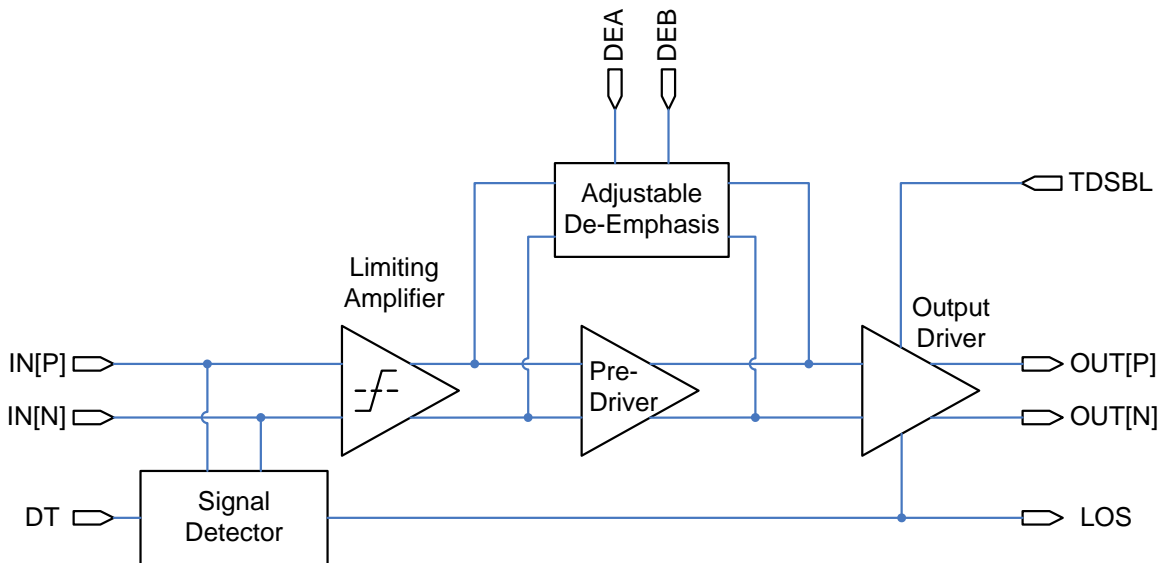 DEA
DEB
Adjustable
De-Emphasis
TDSBL
Limiting
Amplifier
Output
Driver
IN[P]
Pre-
Driver
OUT[P]
IN[N]
OUT[N]
DT
Signal
Detector
LOS